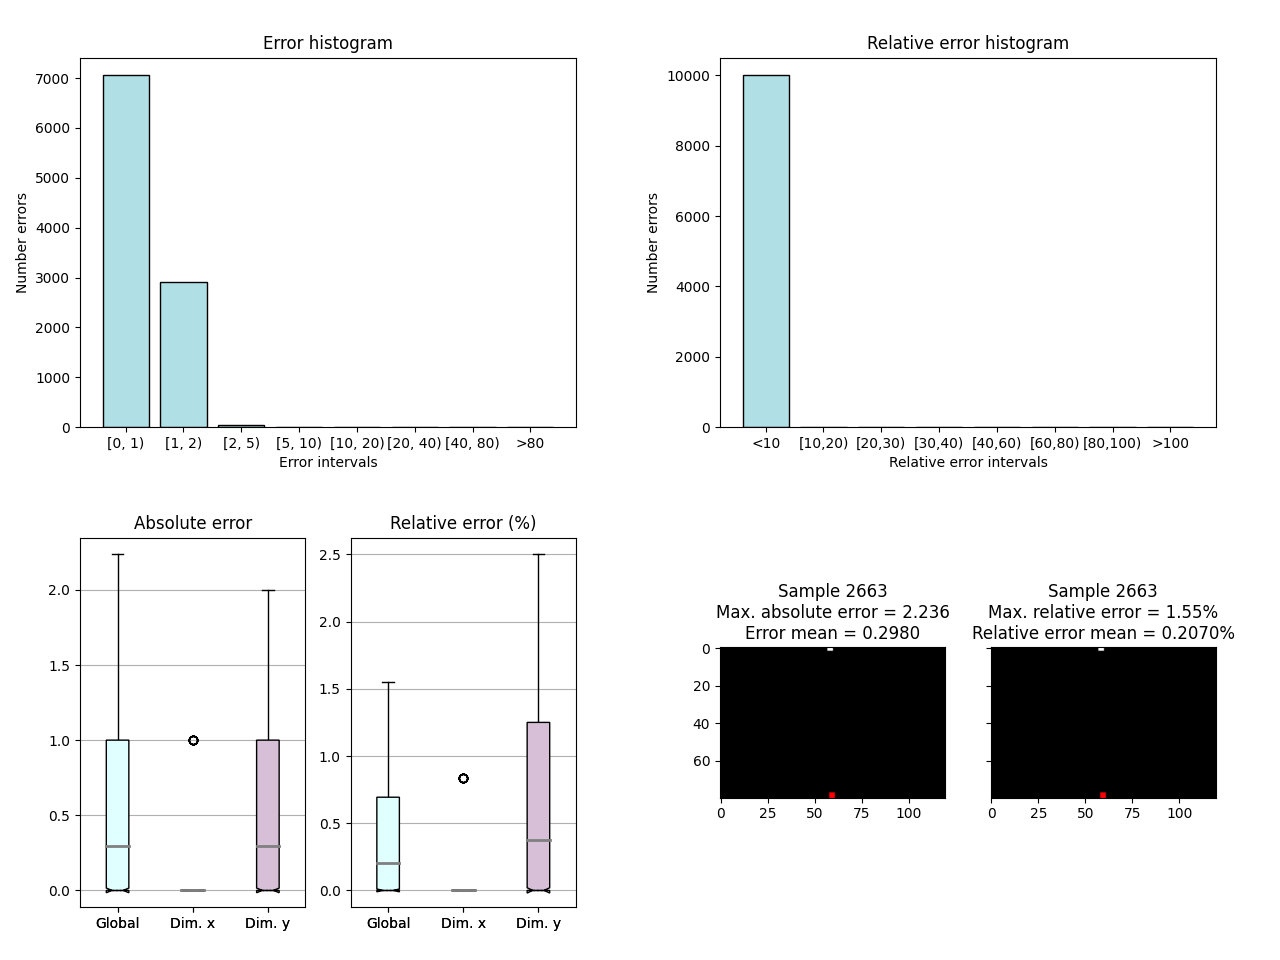 Error histogram
7000
6000
5000
4000
3000
2000
1000
0
Number errors
[0, 1) [1, 2) [2, 5) [5, 10) [10, 20) [20, 40) [40, 80) >80
Error intervals
Relative error histogram
10000
8000
6000
4000
2000
0
Number errors
<10 [10,20) [20,30) [30,40) [40,60) [60,80) [80,100) >100
Relative error intervals
Absolute error
2.0
1.5
1.0
0.5
0.0
Global Dim. x Dim. y
Relative error (%)
2.5
2.0
1.5
1.0
0.5
0.0
Global Dim. x Dim. y
Sample 2663
Max. absolute error = 2.236
Error mean = 0.2980
0
20
40
60
0 25 50 75 100
Sample 2663
Max. relative error = 1.55%
Relative error mean = 0.2070%
0 25 50 75 100